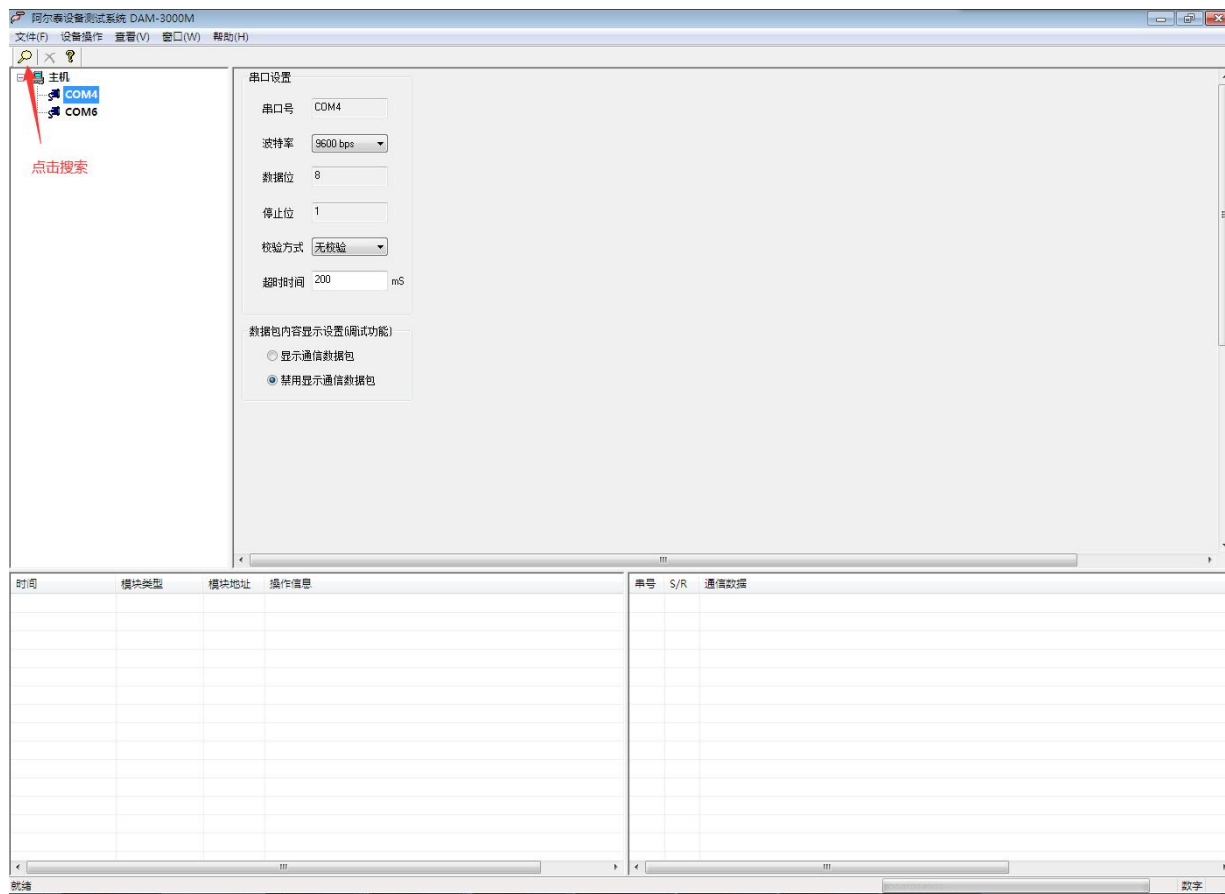 阿尔泰设备测试系统 DAM-3000M
文件(F) 设备操作 查看(V) 窗口(W) 帮助(H)
主机
COM4
COM6
点击搜索
串口设置
串口号 COM4
波特率 9600 bps
数据位 8
停止位 1
校验方式 无校验
超时时间 200 mS
数据包内容显示设置(调试功能)
显示通信数据包
禁用显示通信数据包
时间 模块类型 模块地址 操作信息
串号 S/R 通信数据
就绪 数字